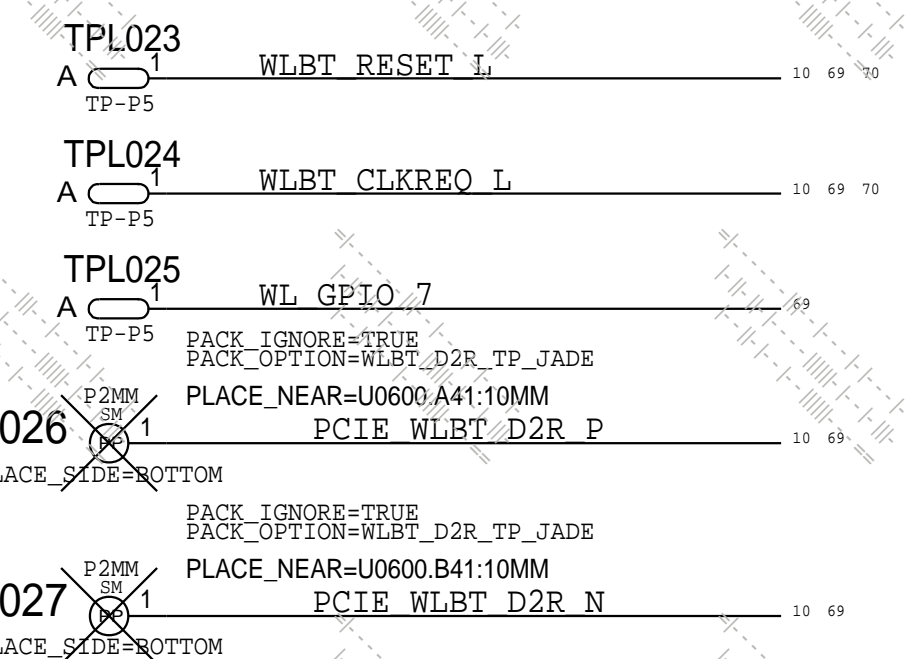 TPL023
1
WLBT_RESET_L
10 69 70
A
TP-P5
TPL024
1
WLBT_CLKREQ_L
10 69 70
A
TP-P5
TPL025
1
WL_GPIO_7
69
A
TP-P5
PACK_IGNORE=TRUE
PACK_OPTION=WLBT_D2R_TP_JADE
P2MM
PLACE_NEAR=U0600.A41:10MM
SM
026
PP
1
PCIE_WLBT_D2R_P
10 69
LACE_SIDE=BOTTOM
PACK_IGNORE=TRUE
PACK_OPTION=WLBT_D2R_TP_JADE
P2MM
PLACE_NEAR=U0600.B41:10MM
SM
027
PP
1
PCIE_WLBT_D2R_N
10 69
LACE_SIDE=BOTTOM